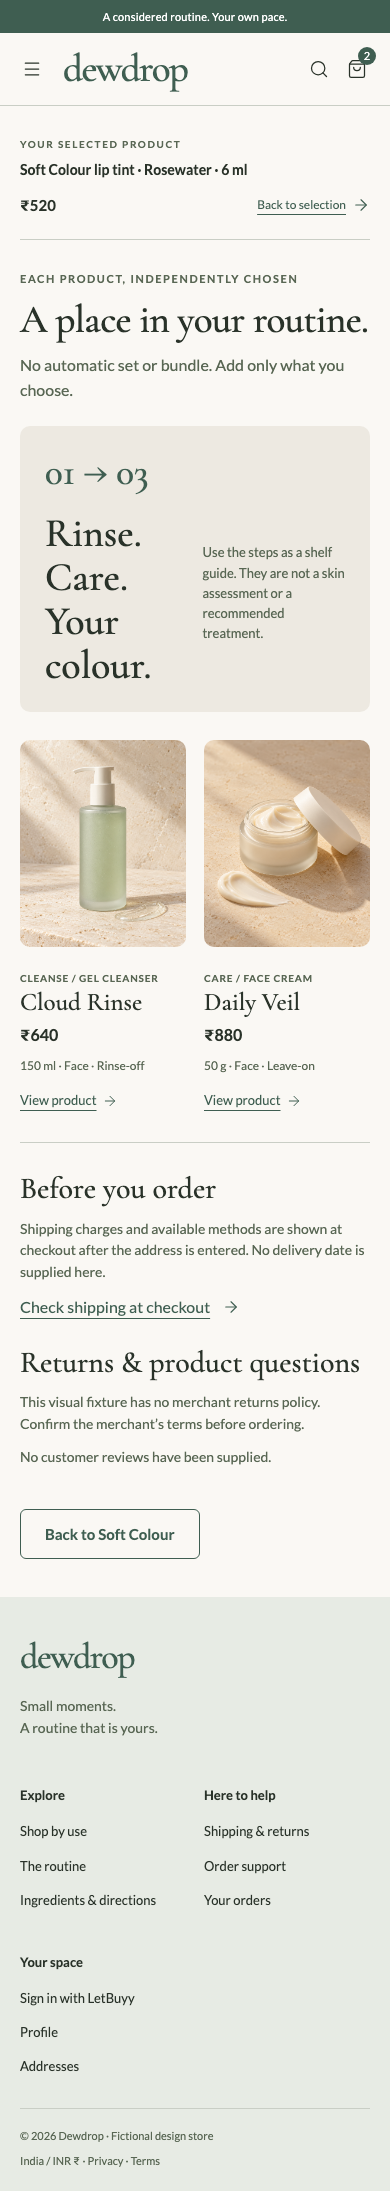 A considered routine. Your own pace.
dewdrop
2
YOUR SELECTED PRODUCT
Soft Colour lip tint · Rosewater · 6 ml
₹520
Back to selection →
EACH PRODUCT, INDEPENDENTLY CHOSEN
A place in your routine.
No automatic set or bundle. Add only what you
choose.
01 → 03
Rinse.
Care.
Your
colour.
Use the steps as a shelf
guide. They are not a skin
assessment or a
recommended
treatment.
CLEANSE / GEL CLEANSER
Cloud Rinse
₹640
150 ml · Face · Rinse-off
View product →
CARE / FACE CREAM
Daily Veil
₹880
50 g · Face · Leave-on
View product →
Before you order
Shipping charges and available methods are shown at
checkout after the address is entered. No delivery date is
supplied here.
Check shipping at checkout →
Returns & product questions
This visual fixture has no merchant returns policy.
Confirm the merchant’s terms before ordering.
No customer reviews have been supplied.
Back to Soft Colour
dewdrop
Small moments.
A routine that is yours.
Explore
Shop by use
The routine
Ingredients & directions
Here to help
Shipping & returns
Order support
Your orders
Your space
Sign in with LetBuyy
Profile
Addresses
© 2026 Dewdrop · Fictional design store
India / INR ₹ · Privacy · Terms